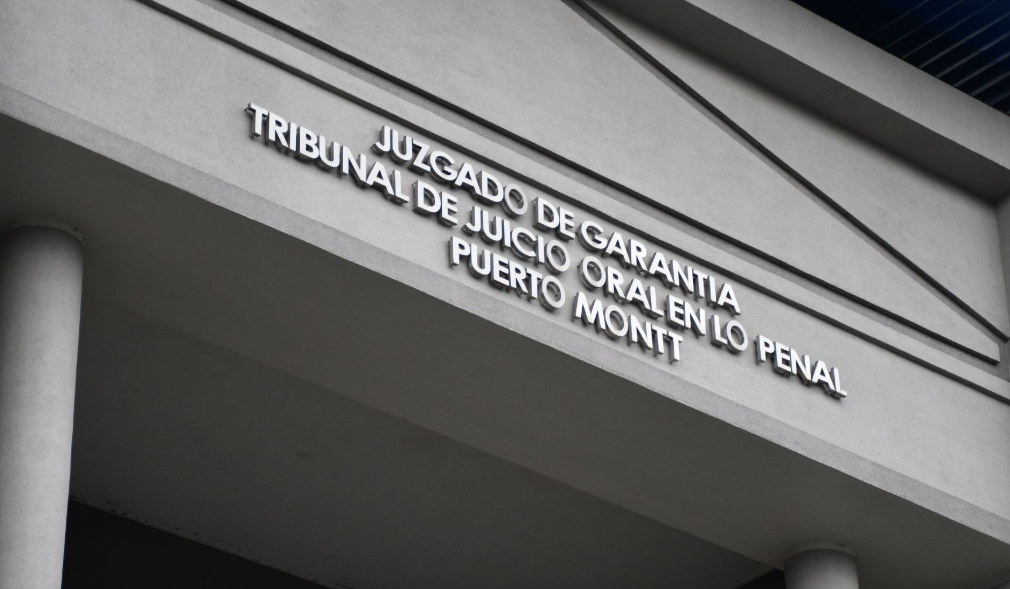 JUZGADO DE GARANTIA
TRIBUNAL DE JUICIO ORAL EN LO PENAL
PUERTO MONTT